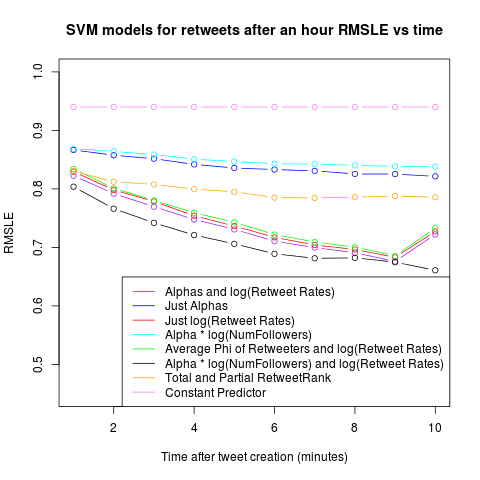 SVM models for retweets after an hour RMSLE vs time
RMSLE
1.0
0.9
0.8
0.7
0.6
0.5
Alphas and log(Retweet Rates)
Just Alphas
Just log(Retweet Rates)
Alpha * log(NumFollowers)
Average Phi of Retweeters and log(Retweet Rates)
Alpha * log(NumFollowers) and log(Retweet Rates)
Total and Partial RetweetRank
Constant Predictor
2 4 6 8 10
Time after tweet creation (minutes)